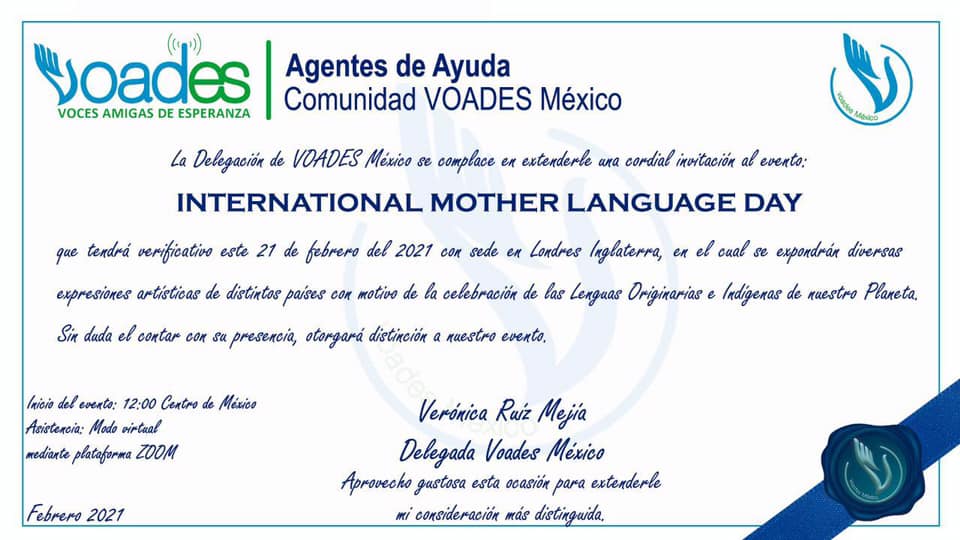 Voades
VOCES AMIGAS DE ESPERANZA
Agentes de Ayuda
Comunidad VOADES México
Voades México
La Delegación de VOADES México se complace en extenderle una cordial invitación al evento:
INTERNATIONAL MOTHER LANGUAGE DAY
que tendrá verificativo este 21 de febrero del 2021 con sede en Londres Inglaterra, en el cual se expondrán diversas
expresiones artísticas de distintos países con motivo de la celebración de las Lenguas Originarias e Indígenas de nuestro Planeta.
Sin duda el contar con su presencia, otorgará distinción a nuestro evento.
Voades México
Inicio del evento: 12:00 Centro de México
Asistencia: Modo virtual
mediante plataforma ZOOM
Verónica Ruíz Mejía
Delegada Voades México
Aprovecho gustosa esta ocasión para extenderle
mi consideración más distinguida.
Voades México
Febrero 2021